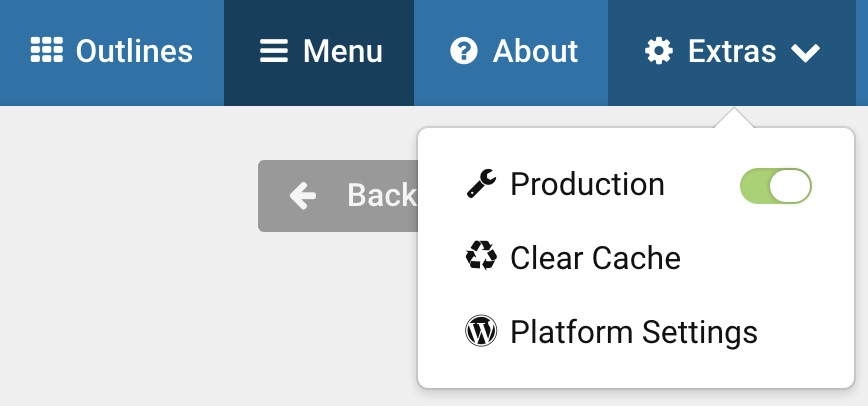 Outlines Menu About Extras
Back
Production
Clear Cache
Platform Settings